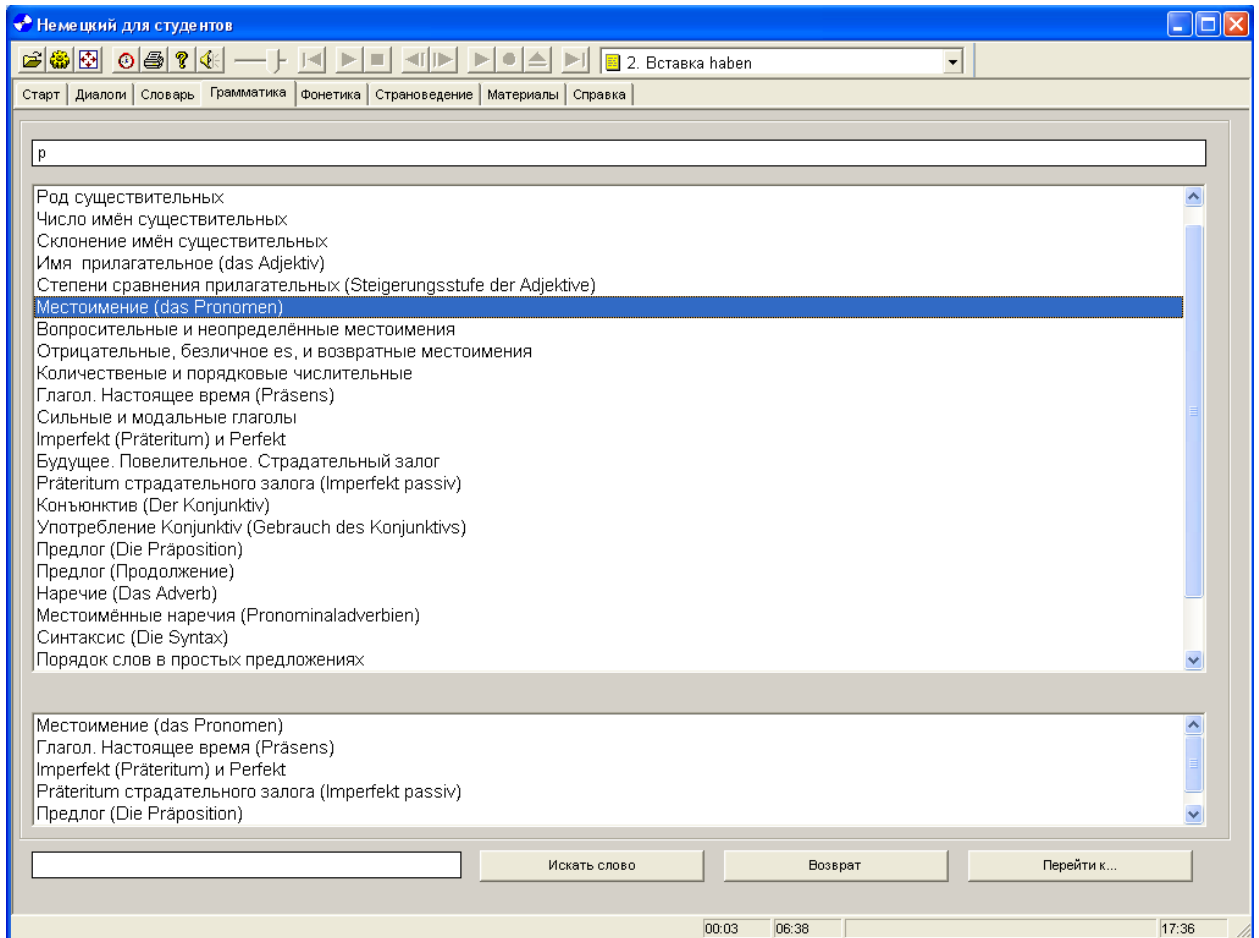 Немецкий для студентов
2. Вставка haben
Старт Диалоги Словарь Грамматика Фонетика Страноведение Материалы Справка
p
Род существительных
Число имён существительных
Склонение имён существительных
Имя прилагательное (das Adjektiv)
Степени сравнения прилагательных (Steigerungsstufe der Adjektive)
Местоимение (das Pronomen)
Вопросительные и неопределённые местоимения
Отрицательные, безличное es, и возвратные местоимения
Количественые и порядковые числительные
Глагол. Настоящее время (Präsens)
Сильные и модальные глаголы
Imperfekt (Präteritum) и Perfekt
Будущее. Повелительное. Страдательный залог
Präteritum страдательного залога (Imperfekt passiv)
Конъюнктив (Der Konjunktiv)
Употребление Konjunktiv (Gebrauch des Konjunktivs)
Предлог (Die Präposition)
Предлог (Продолжение)
Наречие (Das Adverb)
Местоимённые наречия (Pronominaladverbien)
Синтаксис (Die Syntax)
Порядок слов в простых предложениях
Местоимение (das Pronomen)
Глагол. Настоящее время (Präsens)
Imperfekt (Präteritum) и Perfekt
Präteritum страдательного залога (Imperfekt passiv)
Предлог (Die Präposition)
Искать слово Возврат Перейти к...
00:03 06:38 17:36